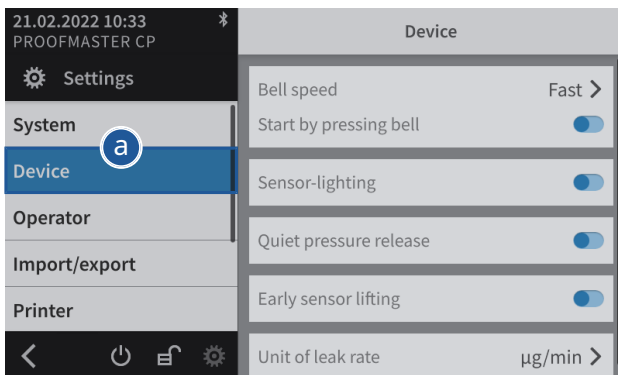 21.02.2022 10:33
PROOFMASTER CP
Settings
System
a
Device
Operator
Import/export
Printer
Device
Bell speed Fast >
Start by pressing bell
Sensor-lighting
Quiet pressure release
Early sensor lifting
Unit of leak rate µg/min >